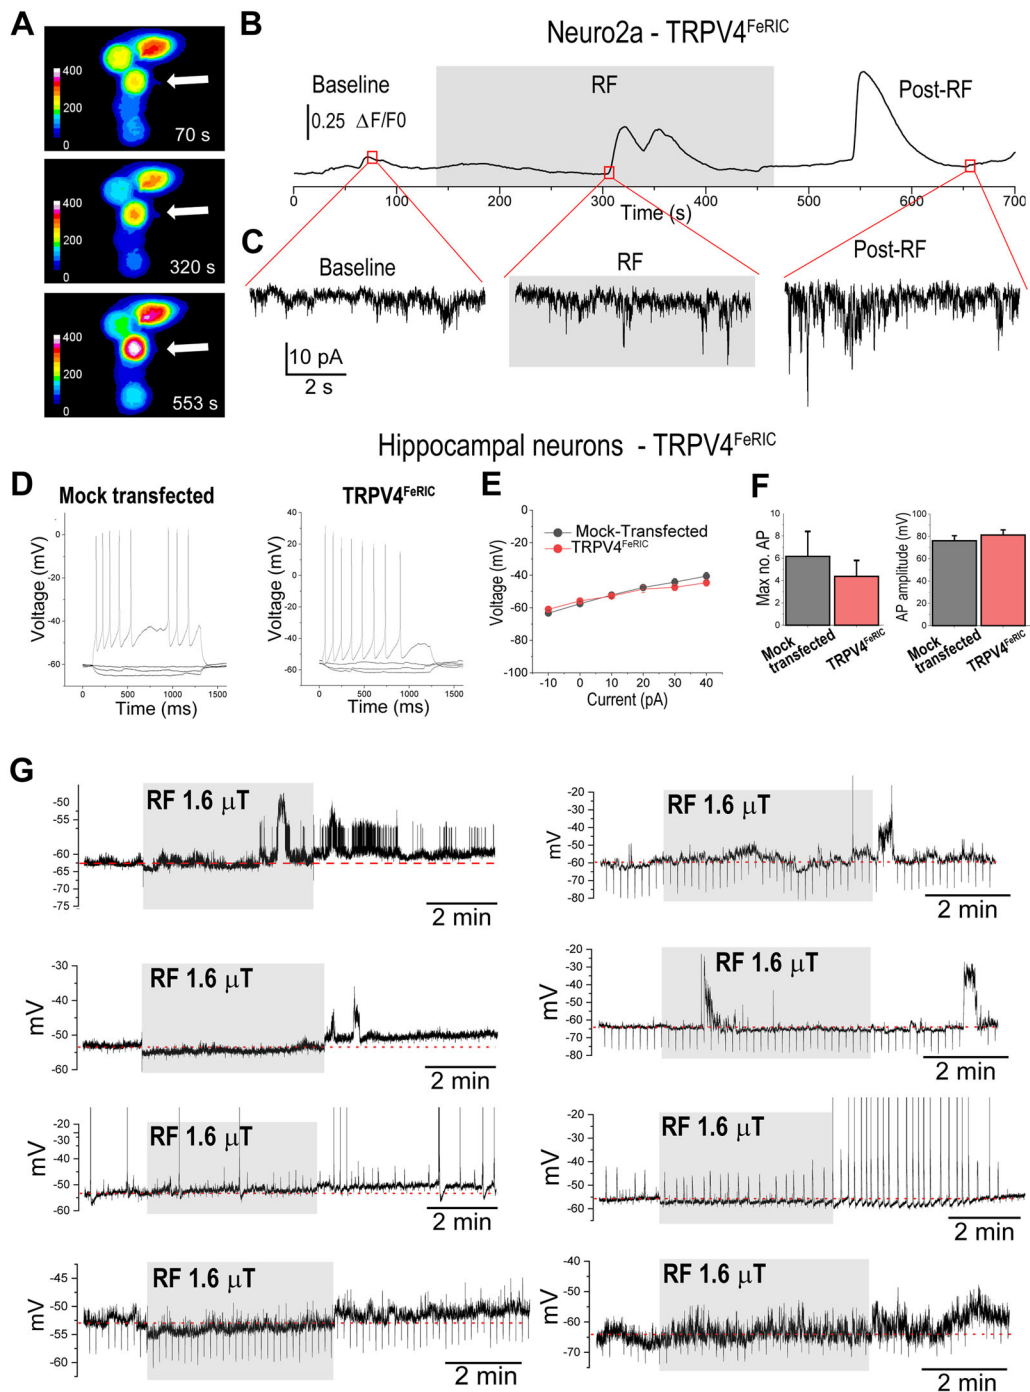 A
400
200
0
70 s
400
200
0
320 s
400
200
0
553 s
B
Neuro2a - TRPV4FeRIC
Baseline
RF
Post-RF
0.25 ΔF/F0
0 100 200 300 400 500 600 700
Time (s)
C
Baseline
RF
Post-RF
10 pA
2 s
Hippocampal neurons - TRPV4FeRIC
D
Mock transfected
Voltage (mV)
0
-20
-40
-60
0 500 1000 1500
Time (ms)
TRPV4FeRIC
Voltage (mV)
40
20
0
-20
-40
-60
0 500 1000 1500
Time (ms)
E
Mock-Transfected
TRPV4FeRIC
Voltage (mV)
0
-20
-40
-60
-80
-100
-10 0 10 20 30 40
Current (pA)
F
Max no. AP
10
8
6
4
2
0
Mock
transfected
TRPV4FeRIC
AP amplitude (mV)
100
80
60
40
20
0
Mock
transfected
TRPV4FeRIC
G
RF 1.6 μT
mV
-50
-55
-60
-65
-70
-75
2 min
RF 1.6 μT
mV
-20
-30
-40
-50
-60
-70
-80
2 min
RF 1.6 μT
mV
-30
-40
-50
-60
2 min
RF 1.6 μT
mV
-20
-30
-40
-50
-60
-70
-80
2 min
RF 1.6 μT
mV
-20
-30
-40
-50
-60
2 min
RF 1.6 μT
mV
-20
-30
-40
-50
-60
2 min
RF 1.6 μT
mV
-45
-50
-55
-60
2 min
RF 1.6 μT
mV
-40
-50
-60
-70
2 min